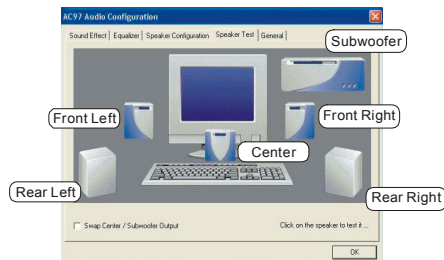 AC97 Audio Configuration
Sound Effect | Equalizer | Speaker Configuration | Speaker Test | General
Subwoofer
Front Left
Front Right
Center
Rear Left
Rear Right
Swap Center / Subwoofer Output
Click on the speaker to test it ...
OK